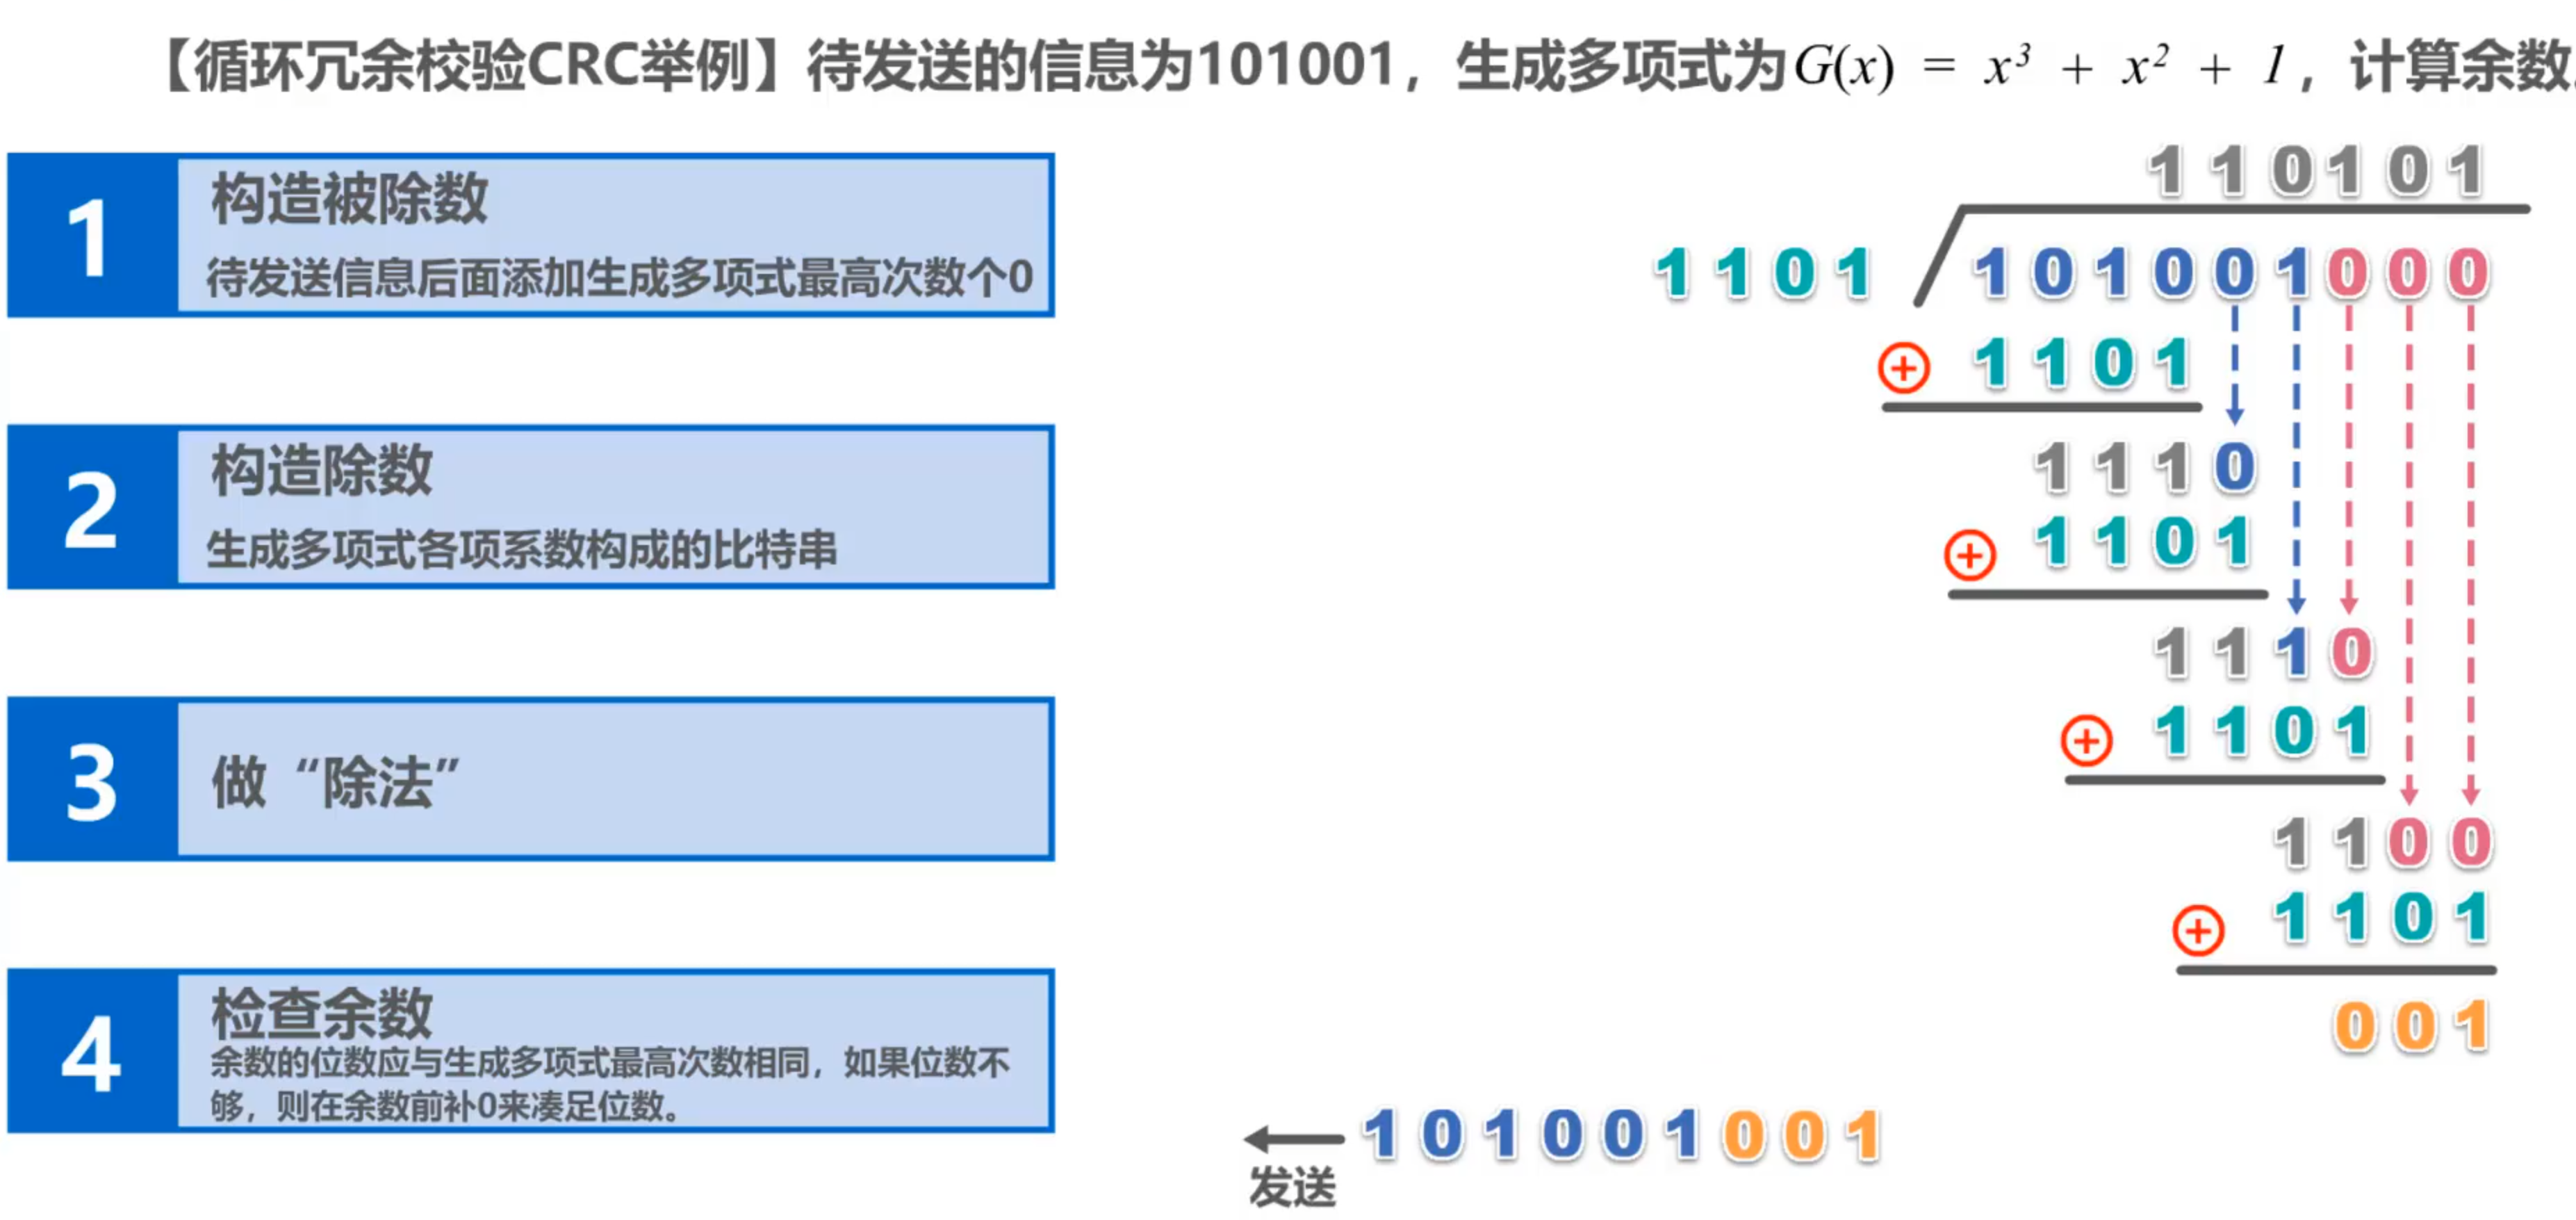 【循环冗余校验CRC举例】待发送的信息为101001，生成多项式为G(x) = x³ + x² + 1，计算余数
1
构造被除数
待发送信息后面添加生成多项式最高次数个0
2
构造除数
生成多项式各项系数构成的比特串
3
做“除法”
4
检查余数
余数的位数应与生成多项式最高次数相同，如果位数不
够，则在余数前补0来凑足位数。
1 1 0 1 0 1
1 1 0 1 1 0 1 0 0 1 0 0 0
⊕ 1 1 0 1
1 1 1 0
⊕ 1 1 0 1
1 1 1 0
⊕ 1 1 0 1
1 1 0 0
⊕ 1 1 0 1
0 0 1
1 0 1 0 0 1 0 0 1
发送